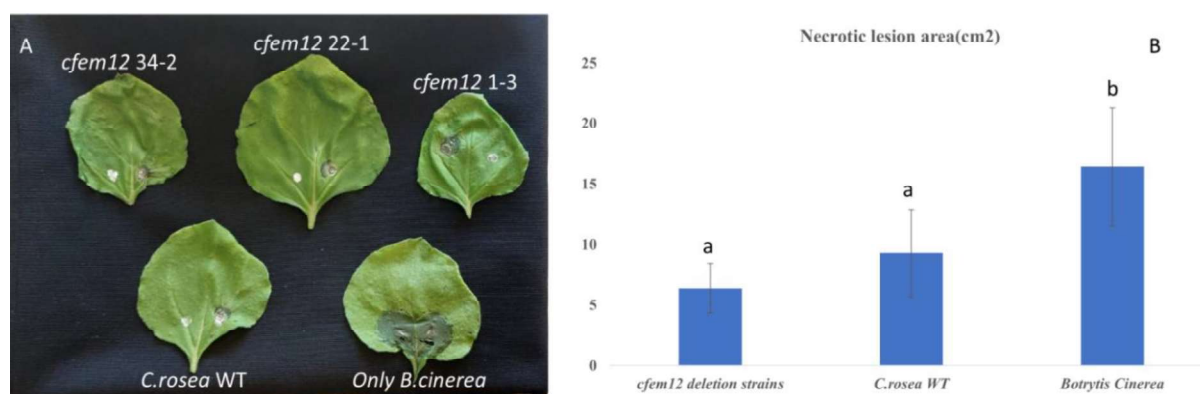 A
cfem12 34-2
cfem12 22-1
cfem12 1-3
C.rosea WT
Only B.cinerea
Necrotic lesion area(cm2)
B
25
20
15
10
5
0
a
a
b
cfem12 deletion strains
C.rosea WT
Botrytis Cinerea